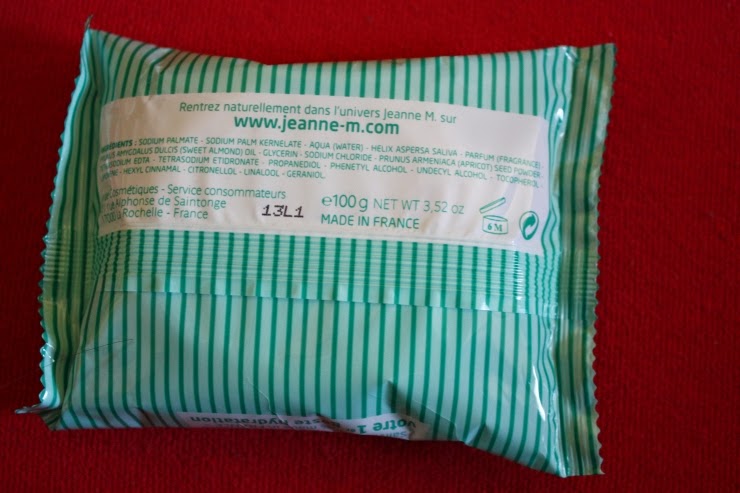 Rentrez naturellement dans l'univers Jeanne M. sur
www.jeanne-m.com
INGREDIENTS : SODIUM PALMATE - SODIUM PALM KERNELATE - AQUA (WATER) - HELIX ASPERSA SALIVA - PARFUM (FRAGRANCE) -
AMYGDALUS DULCIS (SWEET ALMOND) OIL - GLYCERIN - SODIUM CHLORIDE - PRUNUS ARMENIACA (APRICOT) SEED POWDER -
EDTA - TETRASODIUM ETIDRONATE - PROPANEDIOL - PHENETYL ALCOHOL - UNDECYL ALCOHOL - TOCOPHEROL -
- HEXYL CINNAMAL - CITRONELLOL - LINALOOL - GERANIOL.
Cosmétiques - Service consommateurs
Alphonse de Saintonge
La Rochelle - France
13L1
e100 g NET WT 3,52 oz
MADE IN FRANCE
6 M
votre
hydratation